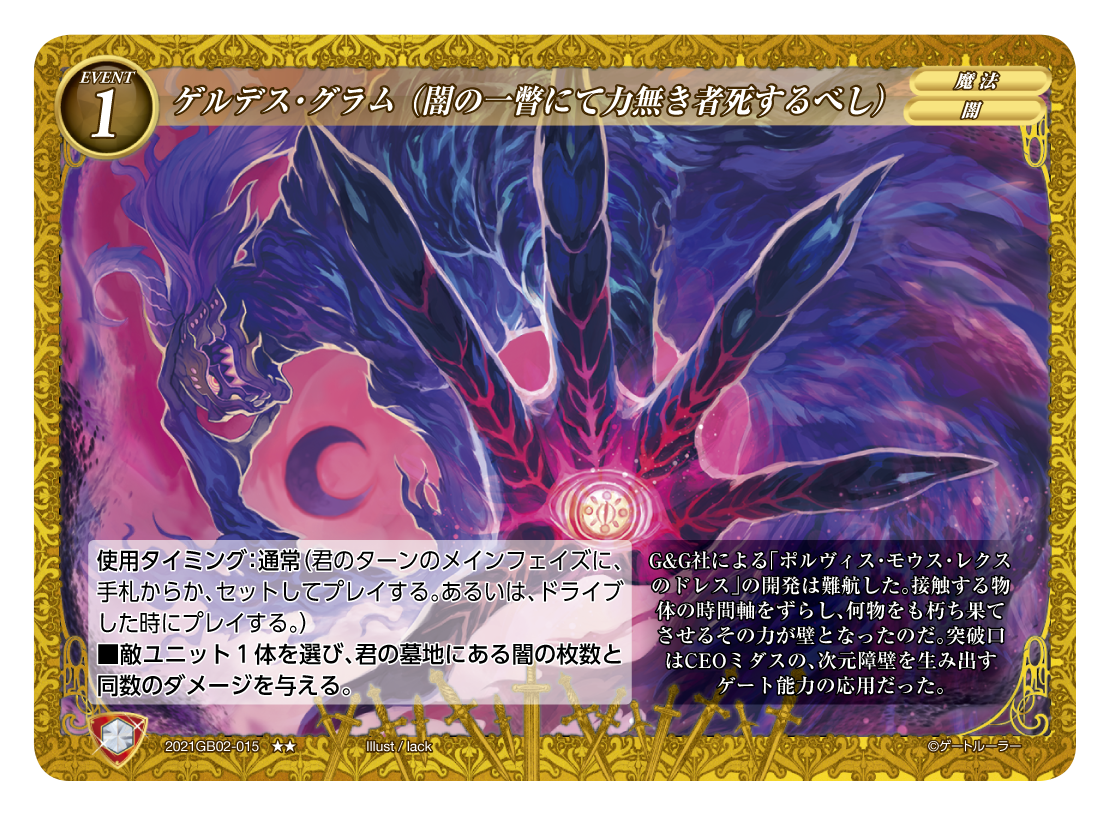 EVENT
1
ゲルデス・グラム（闇の一瞥にて力無き者死するべし）
魔法
闇
使用タイミング：通常（君のターンのメインフェイズに、
手札からか、セットしてプレイする。あるいは、ドライブ
した時にプレイする。）
■敵ユニット１体を選び、君の墓地にある闇の枚数と
同数のダメージを与える。
G&G社による「ポルヴィス・モウス・レクス
のドレス」の開発は難航した。接触する物
体の時間軸をずらし、何物をも朽ち果て
させるその力が壁となったのだ。突破口
はCEOミダスの、次元障壁を生み出す
ゲート能力の応用だった。
2021GB02-015 ★★ Illust / lack
©ゲートルーラー